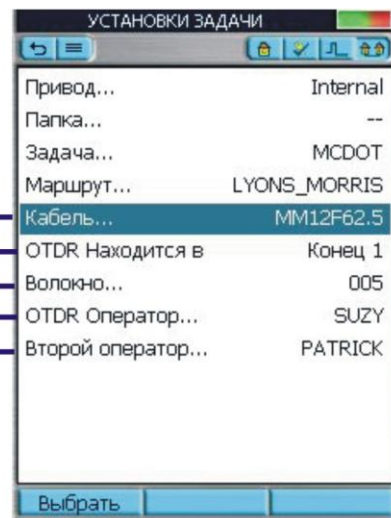 УСТАНОВКИ ЗАДАЧИ
Привод... Internal
Папка... --
Задача... MCDOT
Маршрут... LYONS_MORRIS
Кабель... MM12F62.5
OTDR Находится в Конец 1
Волокно... 005
OTDR Оператор... SUZY
Второй оператор... PATRICK
Выбрать